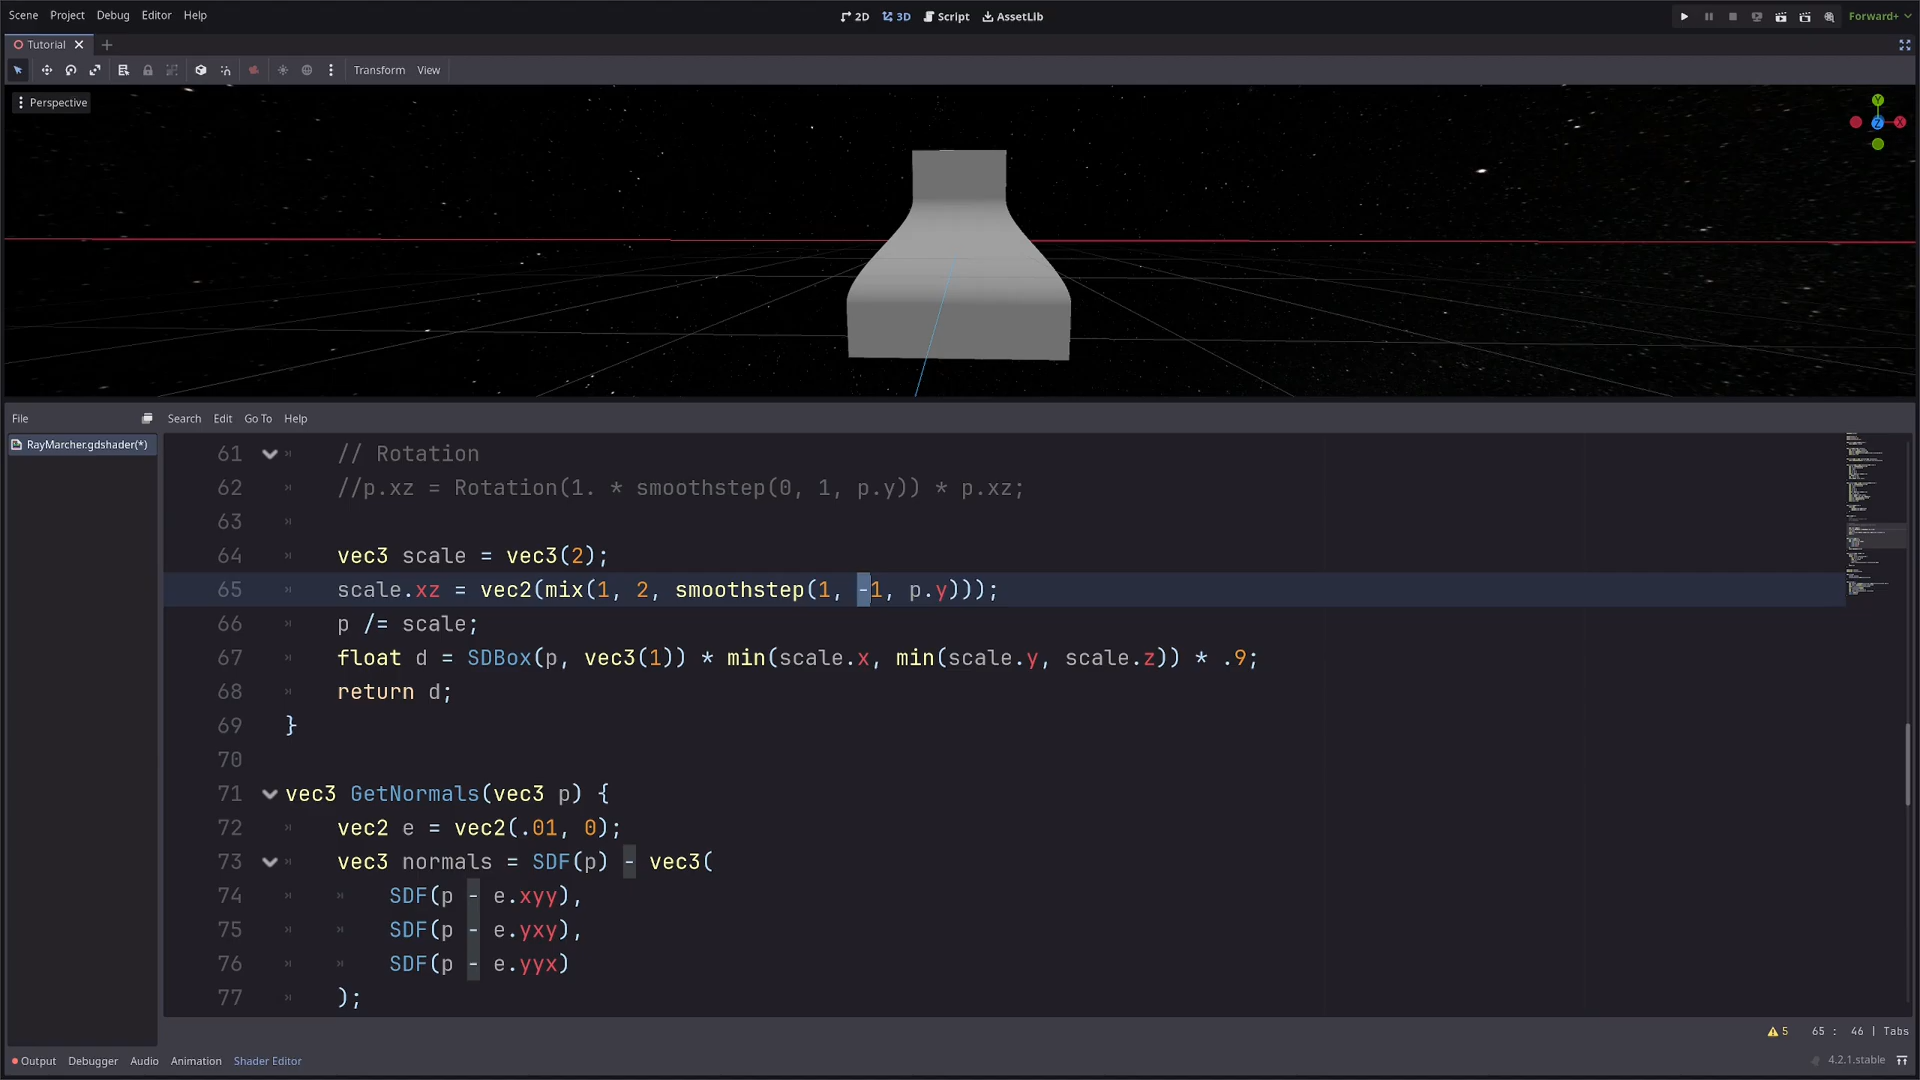 Scene Project Debug Editor Help
2D 3D Script AssetLib
Forward+
Tutorial
Transform View
Perspective
Y
Z X
File
Search Edit Go To Help
RayMarcher.gdshader(*)
61 // Rotation
62 //p.xz = Rotation(1. * smoothstep(0, 1, p.y)) * p.xz;
63
64 vec3 scale = vec3(2);
65 scale.xz = vec2(mix(1, 2, smoothstep(1, -1, p.y)));
66 p /= scale;
67 float d = SDBox(p, vec3(1)) * min(scale.x, min(scale.y, scale.z)) * .9;
68 return d;
69 }
70
71 vec3 GetNormals(vec3 p) {
72 vec2 e = vec2(.01, 0);
73 vec3 normals = SDF(p) - vec3(
74 SDF(p - e.xyy),
75 SDF(p - e.yxy),
76 SDF(p - e.yyx)
77 );
5 65 : 46 | Tabs
Output Debugger Audio Animation Shader Editor
4.2.1.stable